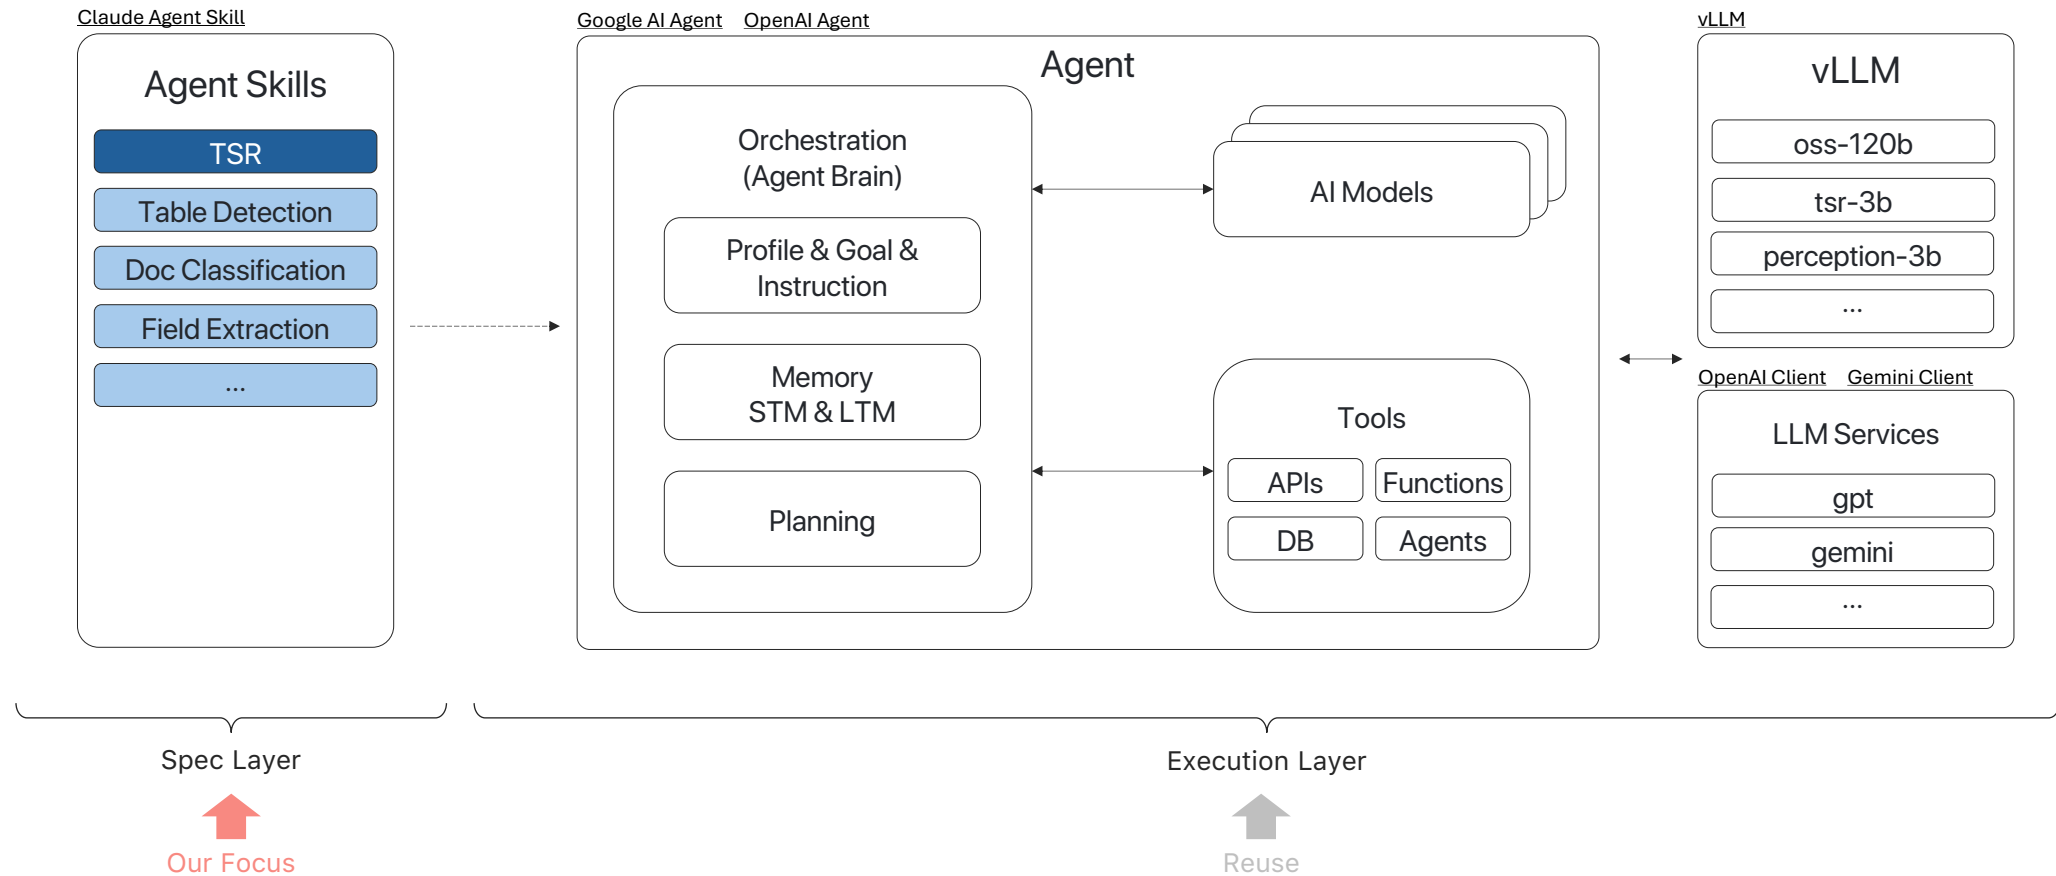 Claude Agent Skill
Agent Skills
TSR
Table Detection
Doc Classification
Field Extraction
...
Google AI Agent
OpenAI Agent
Agent
Orchestration
(Agent Brain)
Profile & Goal &
Instruction
Memory
STM & LTM
Planning
AI Models
Tools
APIs
Functions
DB
Agents
vLLM
vLLM
oss-120b
tsr-3b
perception-3b
...
OpenAI Client
Gemini Client
LLM Services
gpt
gemini
...
Spec Layer
Our Focus
Execution Layer
Reuse